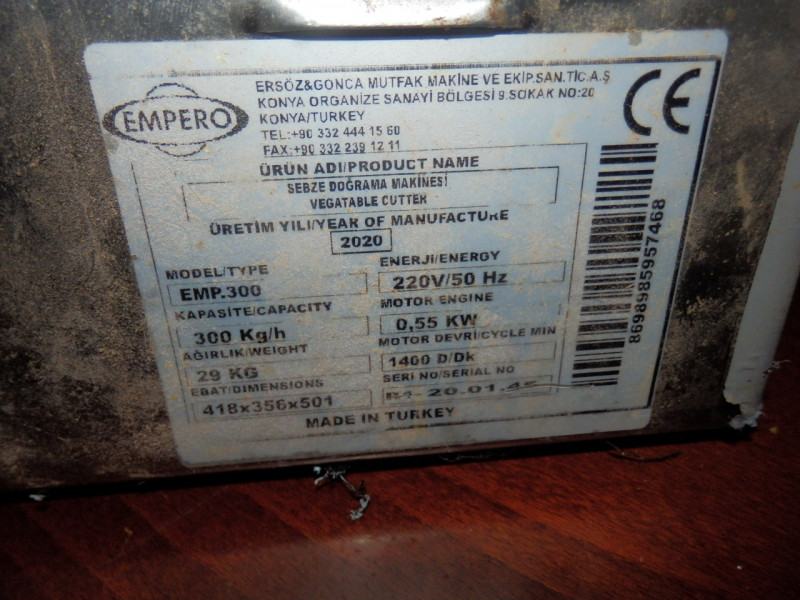 EMPERO
ERSÖZ&GONCA MUTFAK MAKİNE VE EKİP.SAN.TİC.A.Ş
KONYA ORGANİZE SANAYİ BÖLGESİ 9.SOKAK NO:20
KONYA/TURKEY
TEL:+90 332 444 15 60
FAX:+90 332 239 12 11
CE
ÜRÜN ADI/PRODUCT NAME
SEBZE DOĞRAMA MAKİNESİ
VEGATABLE CUTTER
ÜRETİM YILI/YEAR OF MANUFACTURE
2020
MODEL/TYPE
EMP.300
ENERJİ/ENERGY
220V/50 Hz
KAPASİTE/CAPACITY
300 Kg/h
MOTOR ENGINE
0,55 KW
AĞIRLIK/WEIGHT
29 KG
MOTOR DEVRİ/CYCLE MIN
1400 D/Dk
EBAT/DIMENSIONS
418x356x501
SERI NO/SERIAL NO
20.01.45
MADE IN TURKEY
8698985957468